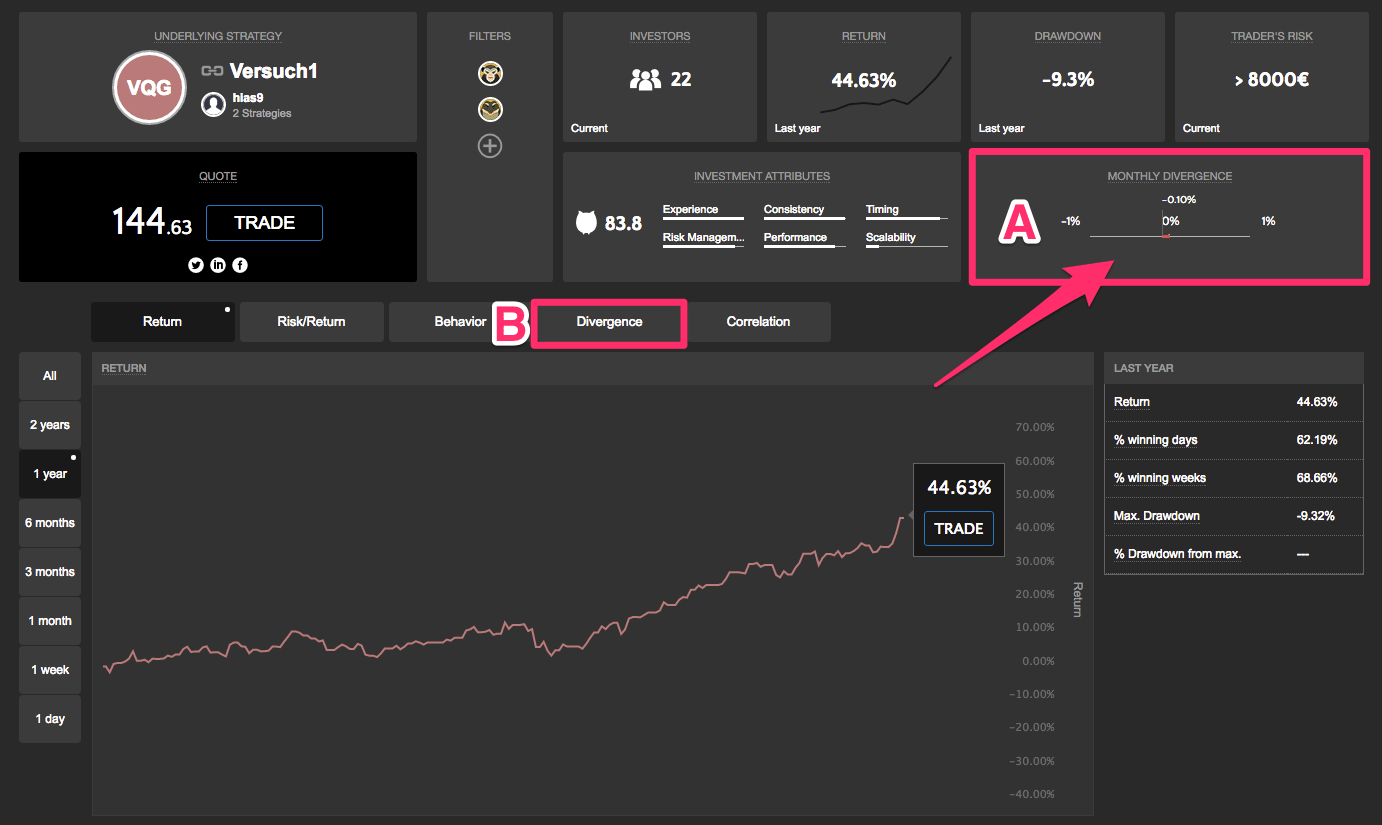 UNDERLYING STRATEGY
VQG
Versuch1
hias9
2 Strategies
FILTERS
INVESTORS
22
Current
RETURN
44.63%
Last year
DRAWDOWN
-9.3%
Last year
TRADER'S RISK
> 8000€
Current
QUOTE
144.63
TRADE
INVESTMENT ATTRIBUTES
83.8
Experience
Consistency
Timing
Risk Managem...
Performance
Scalability
MONTHLY DIVERGENCE
A
-0.10%
-1%
0%
1%
Return
Risk/Return
Behavior
B
Divergence
Correlation
All
2 years
1 year
6 months
3 months
1 month
1 week
1 day
RETURN
70.00%
60.00%
50.00%
40.00%
30.00%
20.00%
10.00%
0.00%
-10.00%
-20.00%
-30.00%
-40.00%
Return
44.63%
TRADE
LAST YEAR
Return 44.63%
% winning days 62.19%
% winning weeks 68.66%
Max. Drawdown -9.32%
% Drawdown from max. —